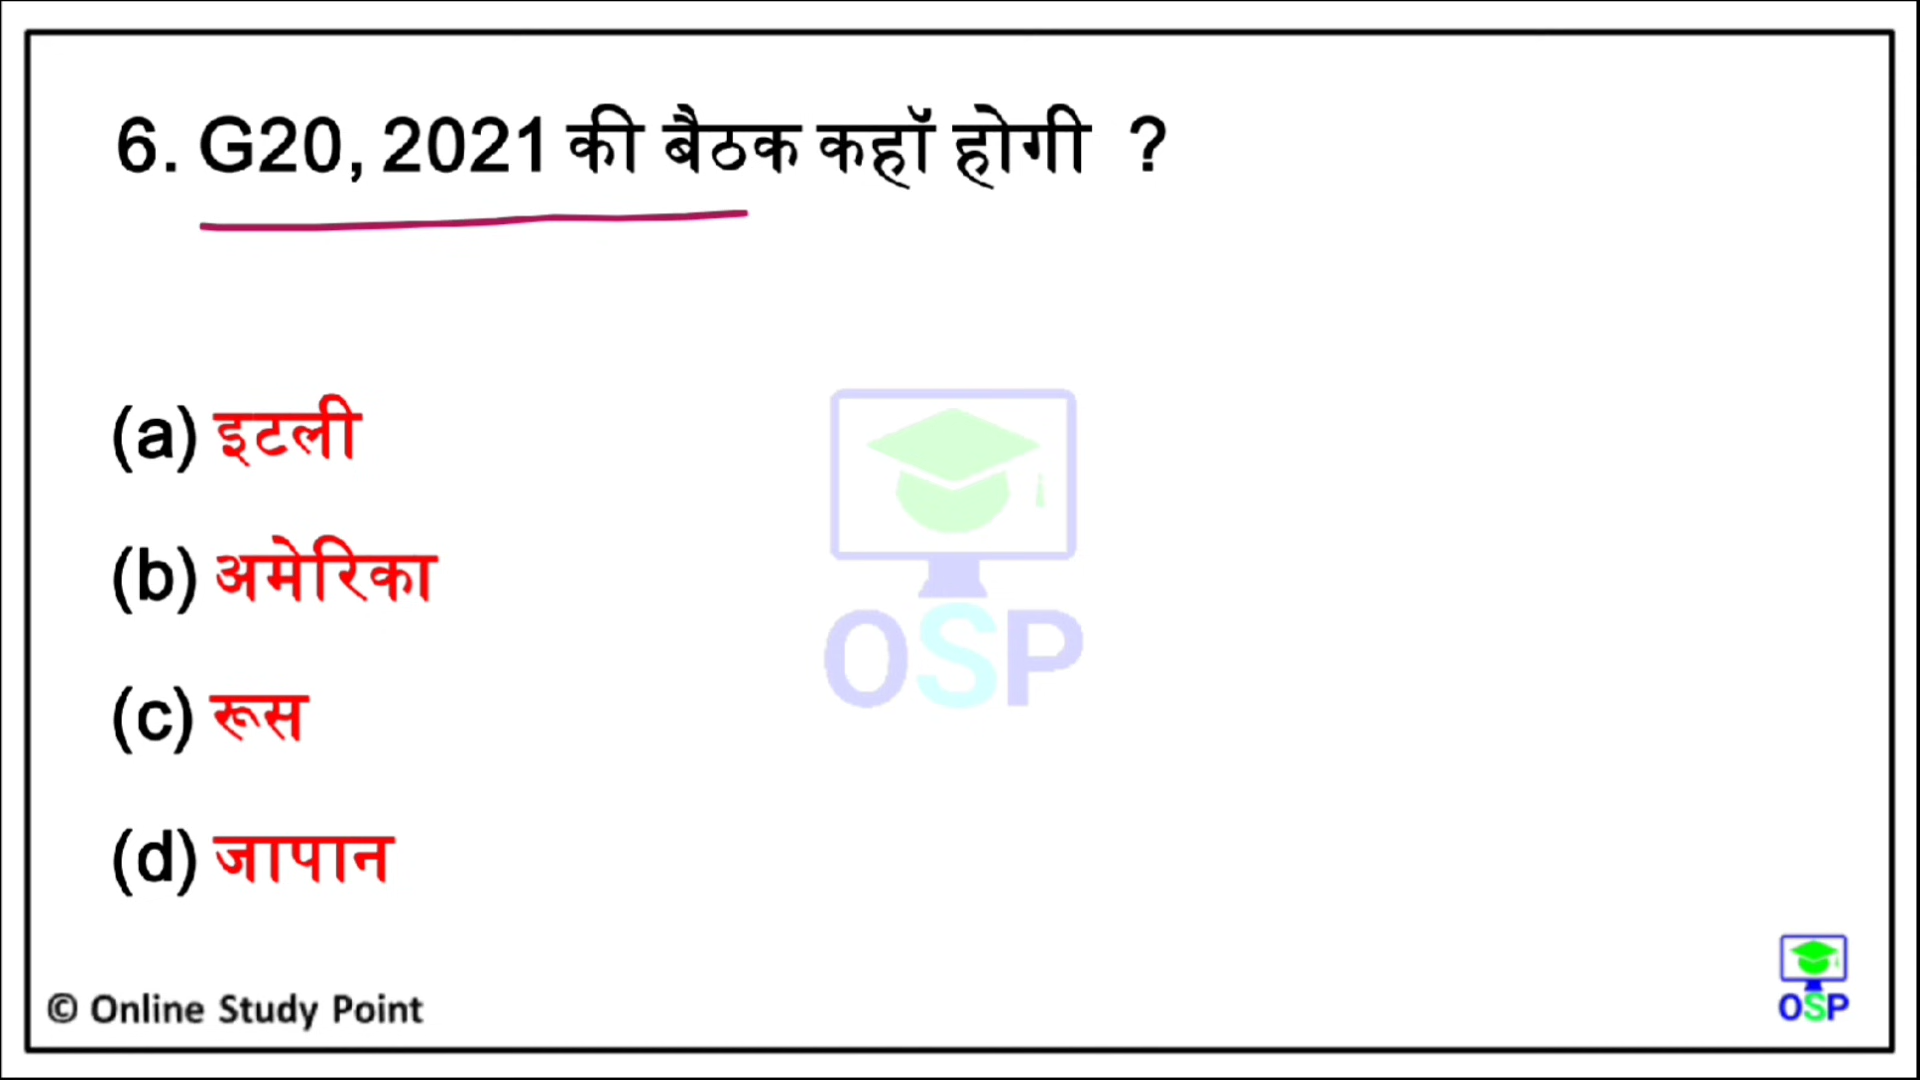 6. G20, 2021 की बैठक कहॉ होगी ?
(a) इटली
(b) अमेरिका
OSP
(c) रूस
(d) जापान
© Online Study Point
OSP